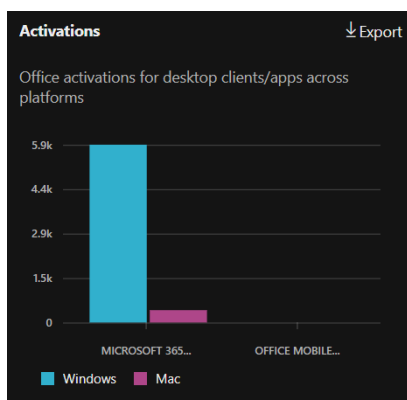 Activations
Export
Office activations for desktop clients/apps across
platforms
5.9k
4.4k
2.9k
1.5k
0
MICROSOFT 365...
OFFICE MOBILE...
Windows
Mac